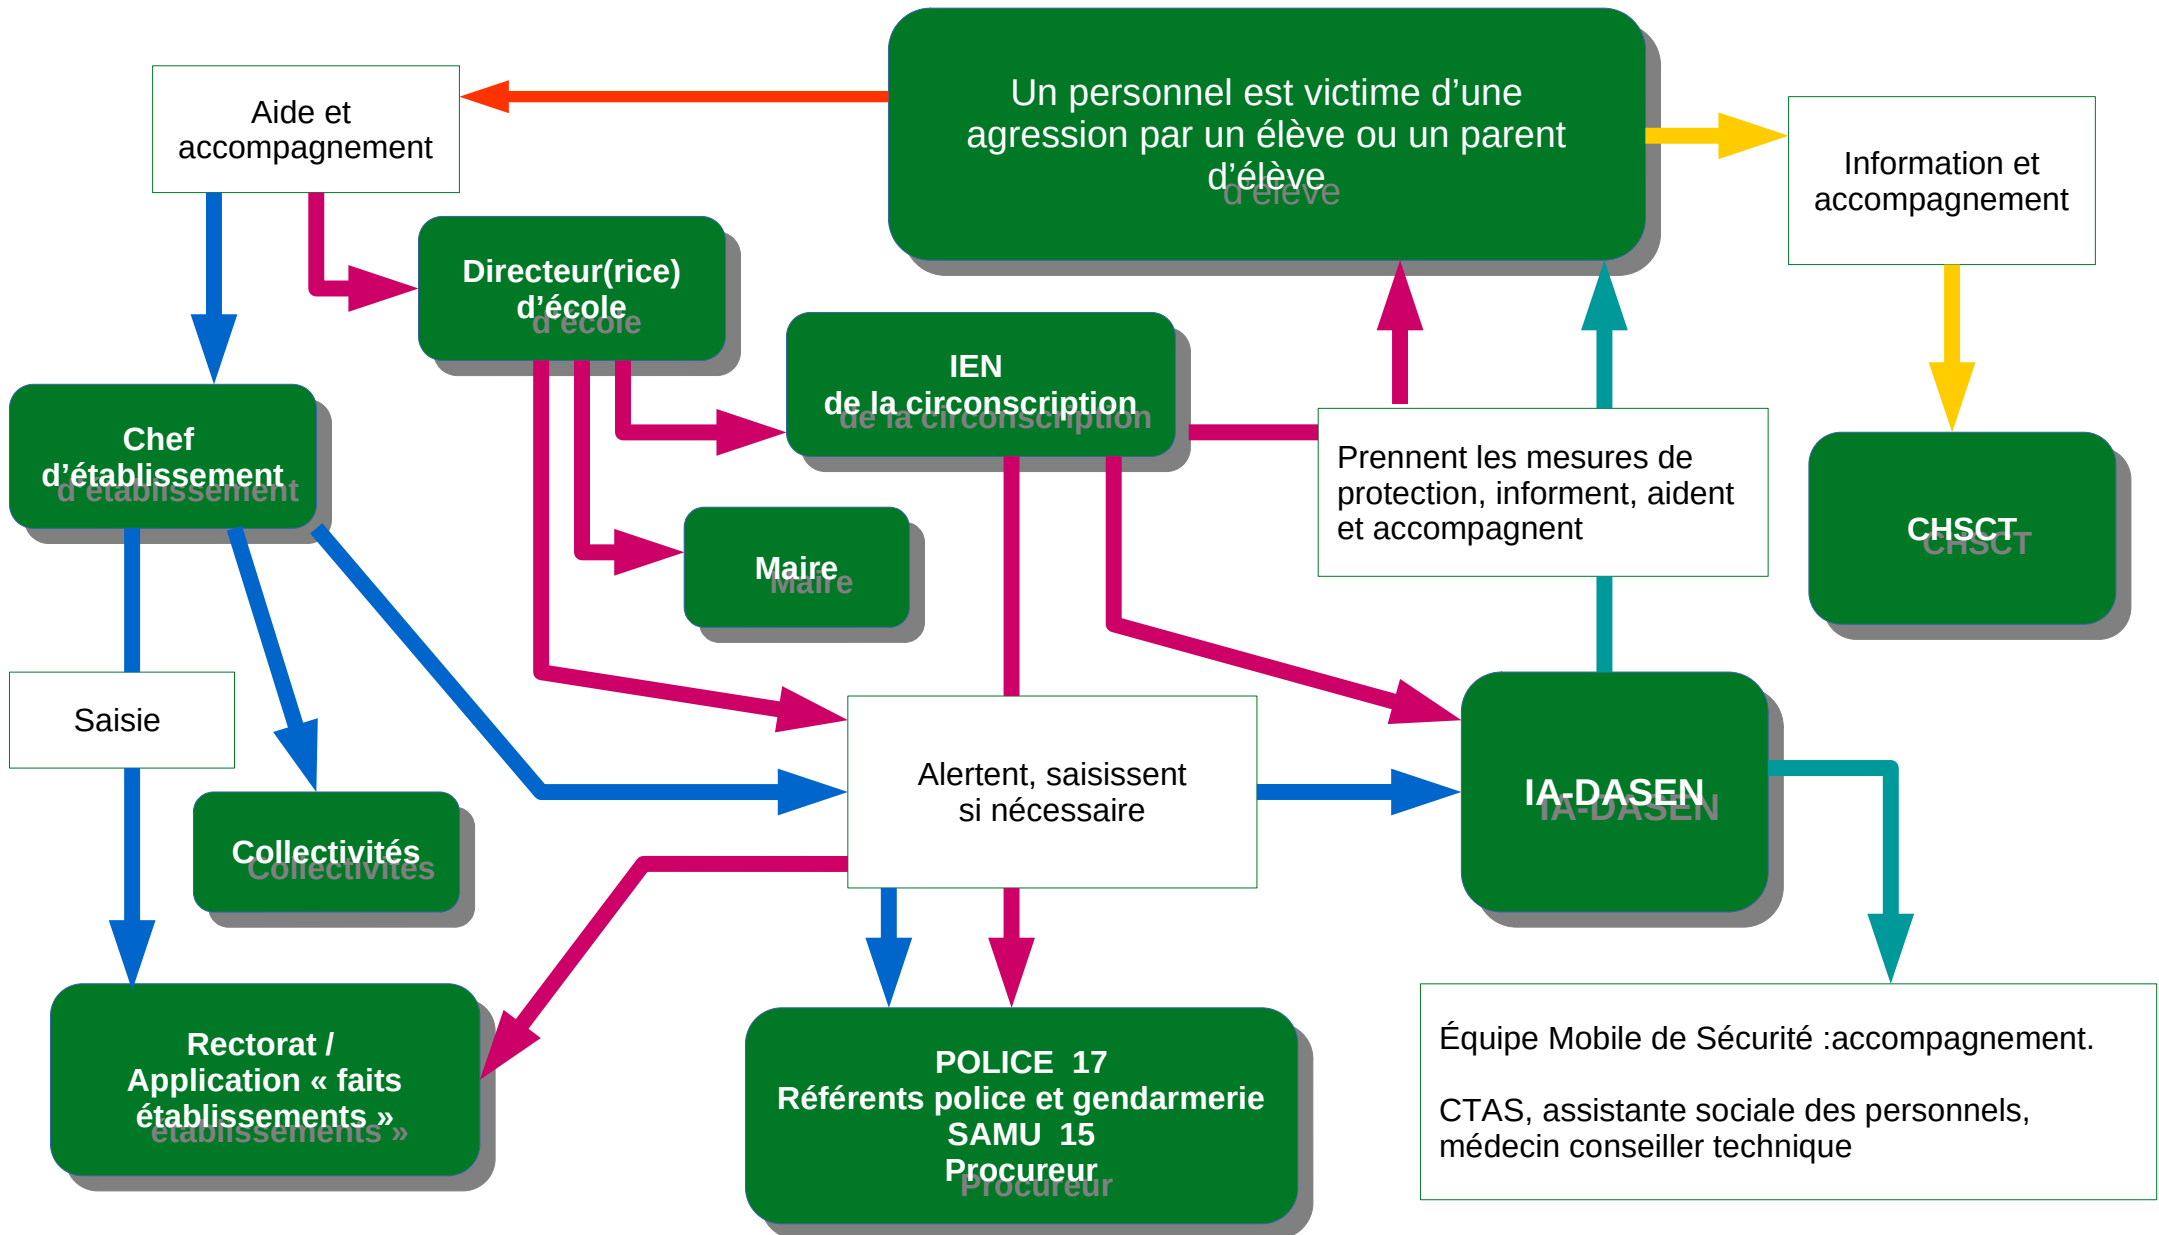 Un personnel est victime d’une
agression par un élève ou un parent
d’élève
Aide et
accompagnement
Information et
accompagnement
Directeur(rice)
d’école
IEN
de la circonscription
Chef
d’établissement
Prennent les mesures de
protection, informent, aident
et accompagnent
CHSCT
Maire
Saisie
Alertent, saisissent
si nécessaire
IA-DASEN
Collectivités
Rectorat /
Application « faits
établissements »
POLICE  17
Référents police et gendarmerie
SAMU  15
Procureur
Équipe Mobile de Sécurité :accompagnement.
CTAS, assistante sociale des personnels,
médecin conseiller technique